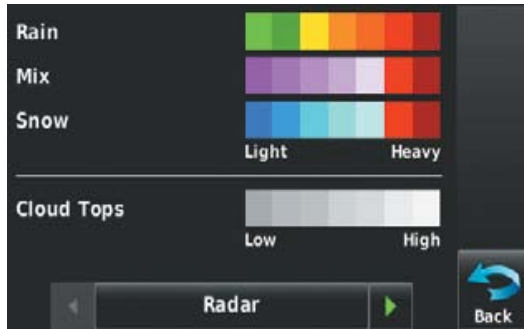 Rain
Mix
Snow
Light Heavy
Cloud Tops
Low High
Radar
Back